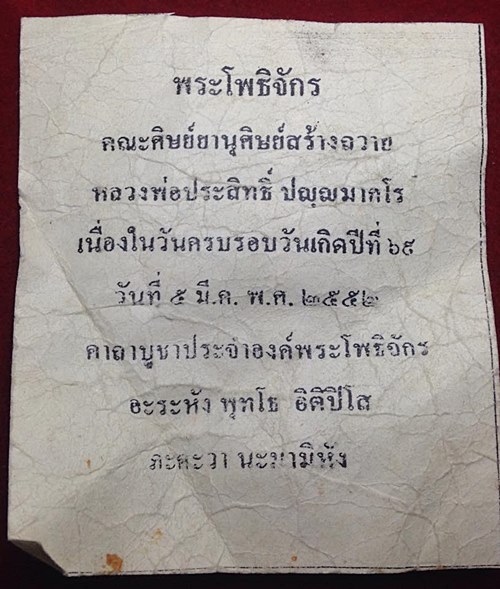 พระโพธิจักร
คณะศิษย์ยานุศิษย์สร้างถวาย
หลวงพ่อประสิทธิ์ ปญฺญมาคโร
เนื่องในวันครบรอบวันเกิดปีที่ ๖๙
วันที่ ๕ มี.ค. พ.ศ. ๒๕๕๒
คาถาบูชาประจำองค์พระโพธิจักร
อะระหัง พุทโธ อิติปิโส
ภะคะวา นะมามิหัง